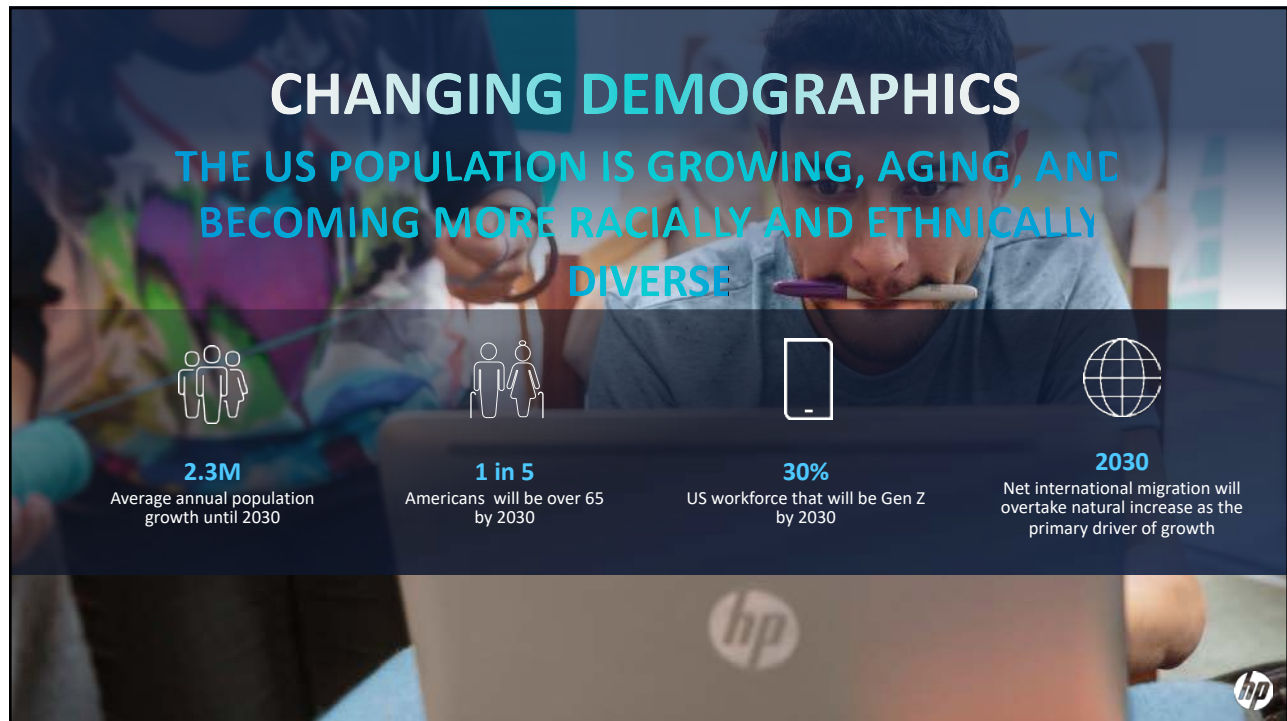 CHANGING DEMOGRAPHICS
THE US POPULATION IS GROWING, AGING, AND
BECOMING MORE RACIALLY AND ETHNICALLY
DIVERSE
2.3M
Average annual population
growth until 2030
1 in 5
Americans will be over 65
by 2030
30%
US workforce that will be Gen Z
by 2030
2030
Net international migration will
overtake natural increase as the
primary driver of growth
hp
hp